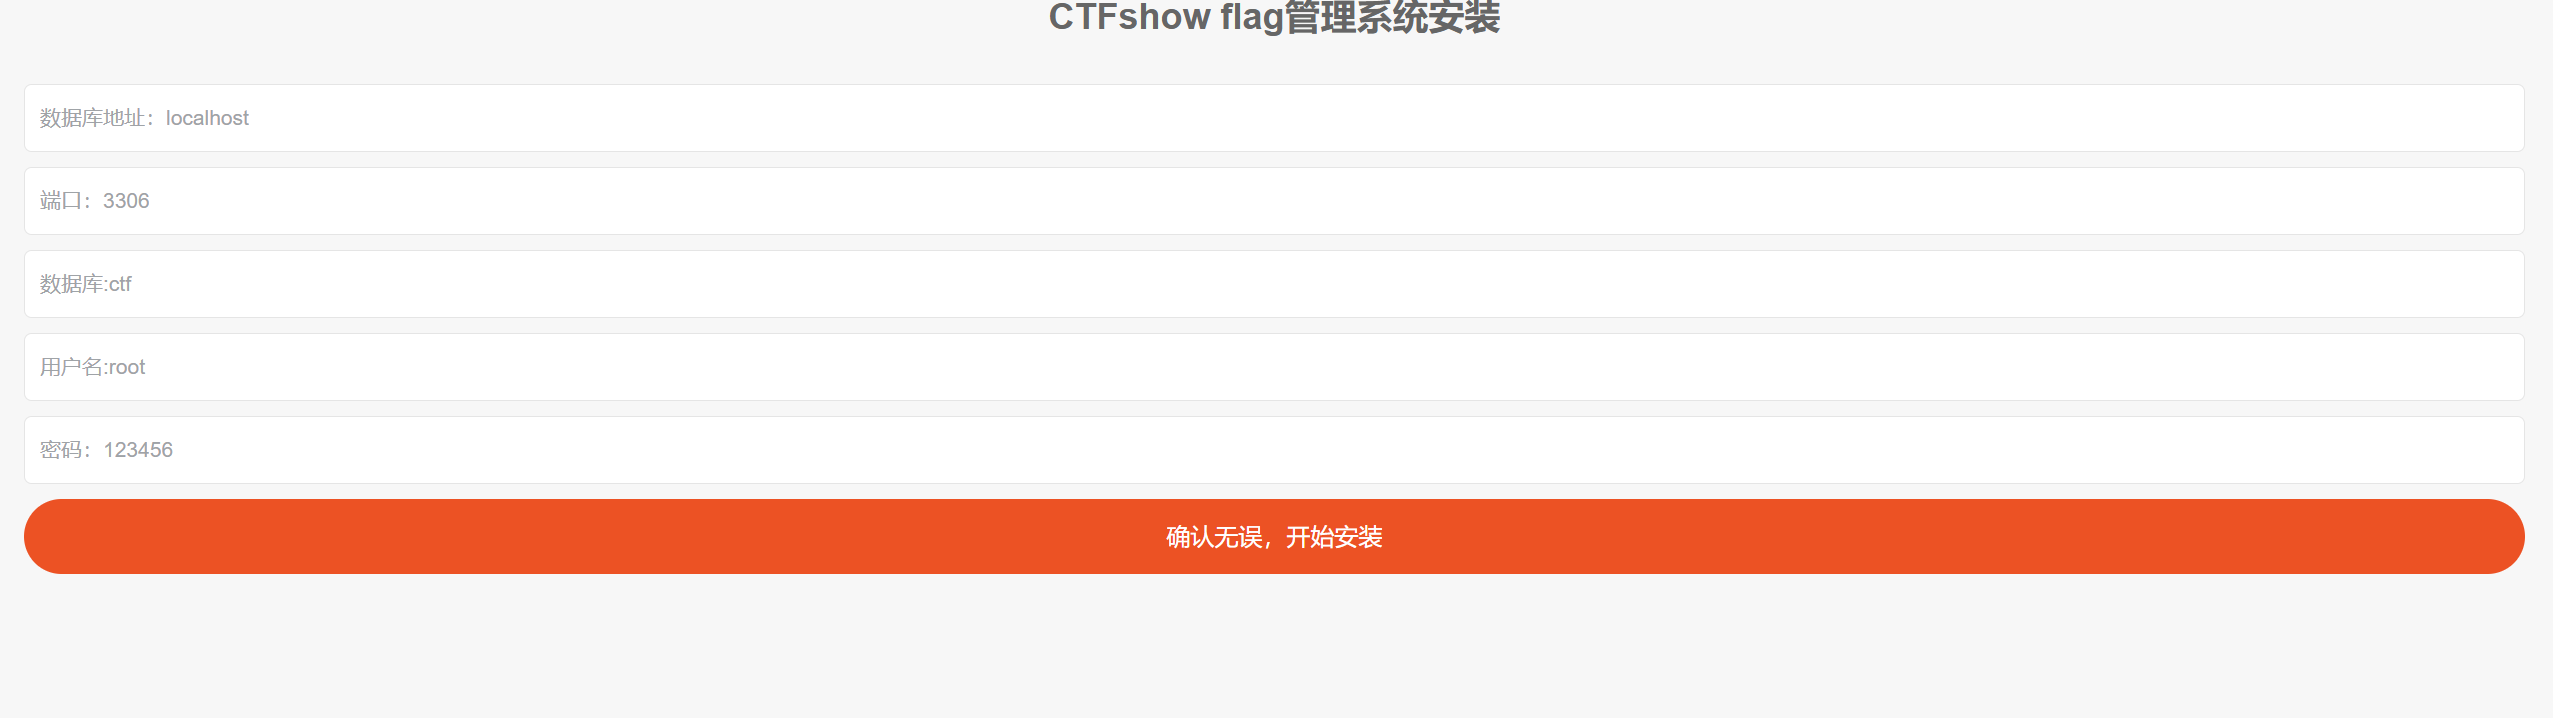 CTFshow flag管理系统安装
数据库地址：localhost
端口：3306
数据库:ctf
用户名:root
密码：123456
确认无误，开始安装